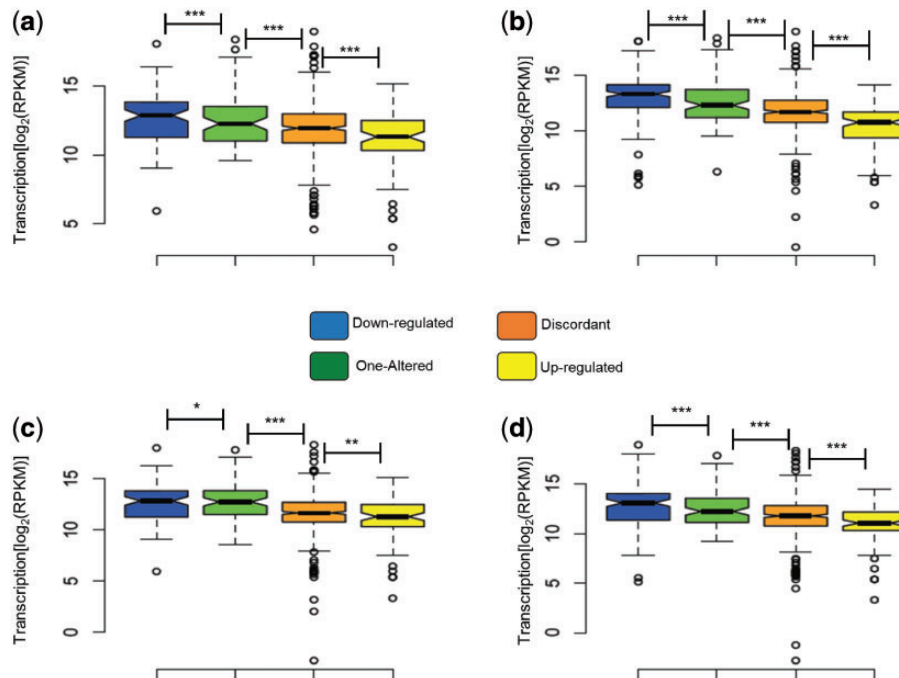 (a)
***
***
***
Transcription[log2(RPKM)]
15
10
5
(b)
***
***
***
Transcription[log2(RPKM)]
15
10
5
0
Down-regulated
Discordant
One-Altered
Up-regulated
(c)
*
***
**
Transcription[log2(RPKM)]
15
10
5
0
(d)
***
***
***
Transcription[log2(RPKM)]
15
10
5
0